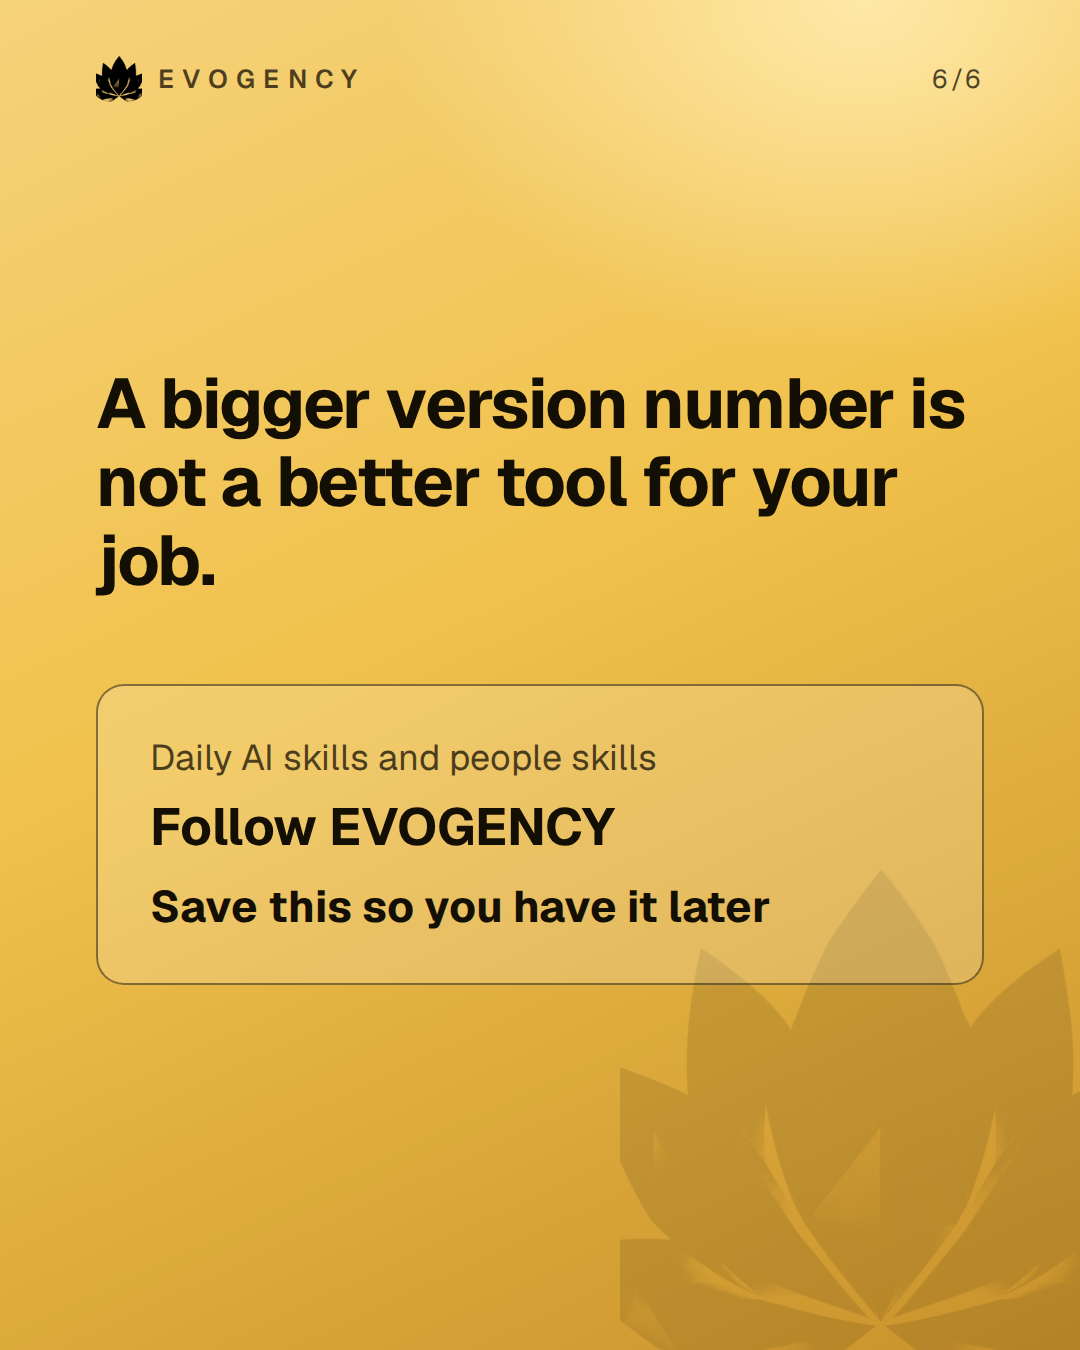 EVOGENCY
6/6
A bigger version number is
not a better tool for your
job.
Daily AI skills and people skills
Follow EVOGENCY
Save this so you have it later